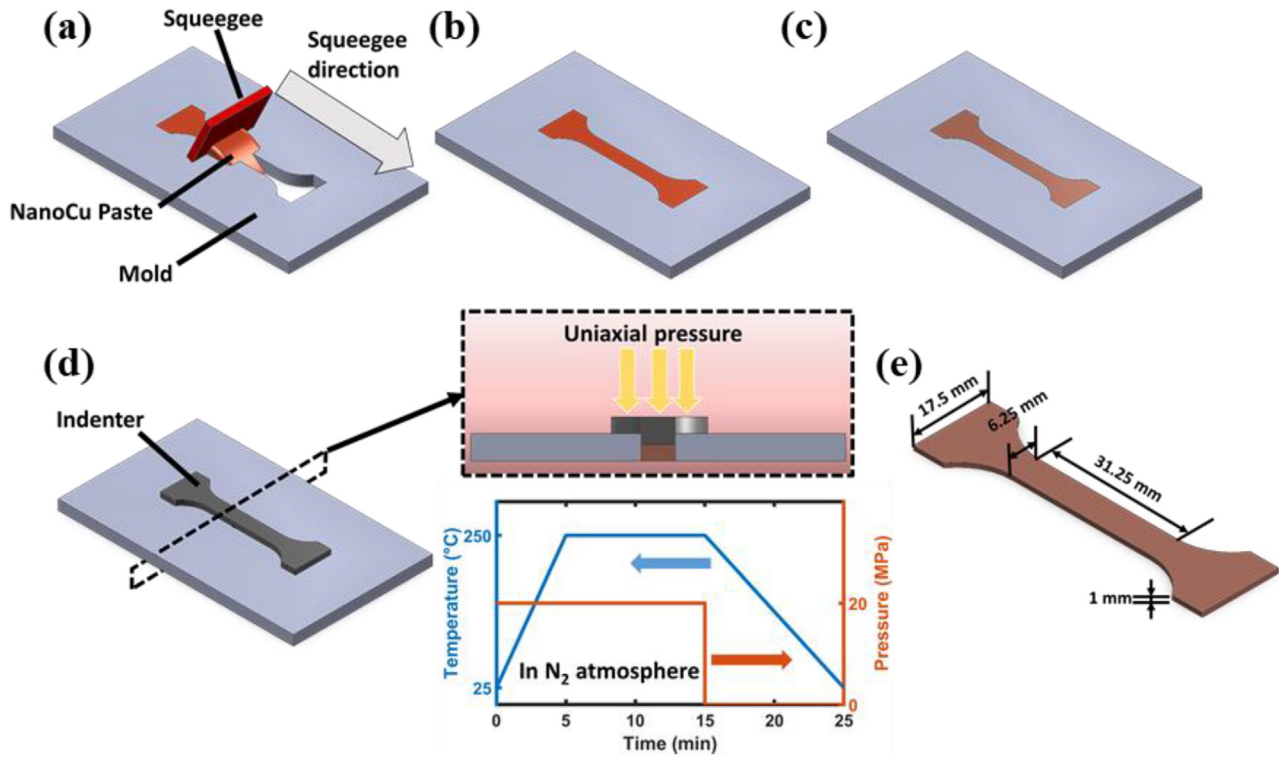 (a)
Squeegee
Squeegee
direction
NanoCu Paste
Mold
(b)
(c)
(d)
Indenter
Uniaxial pressure
Temperature (°C)
250
25
In N₂ atmosphere
20
0
Pressure (MPa)
0 5 10 15 20 25
Time (min)
(e)
17.5 mm
6.25 mm
31.25 mm
1 mm